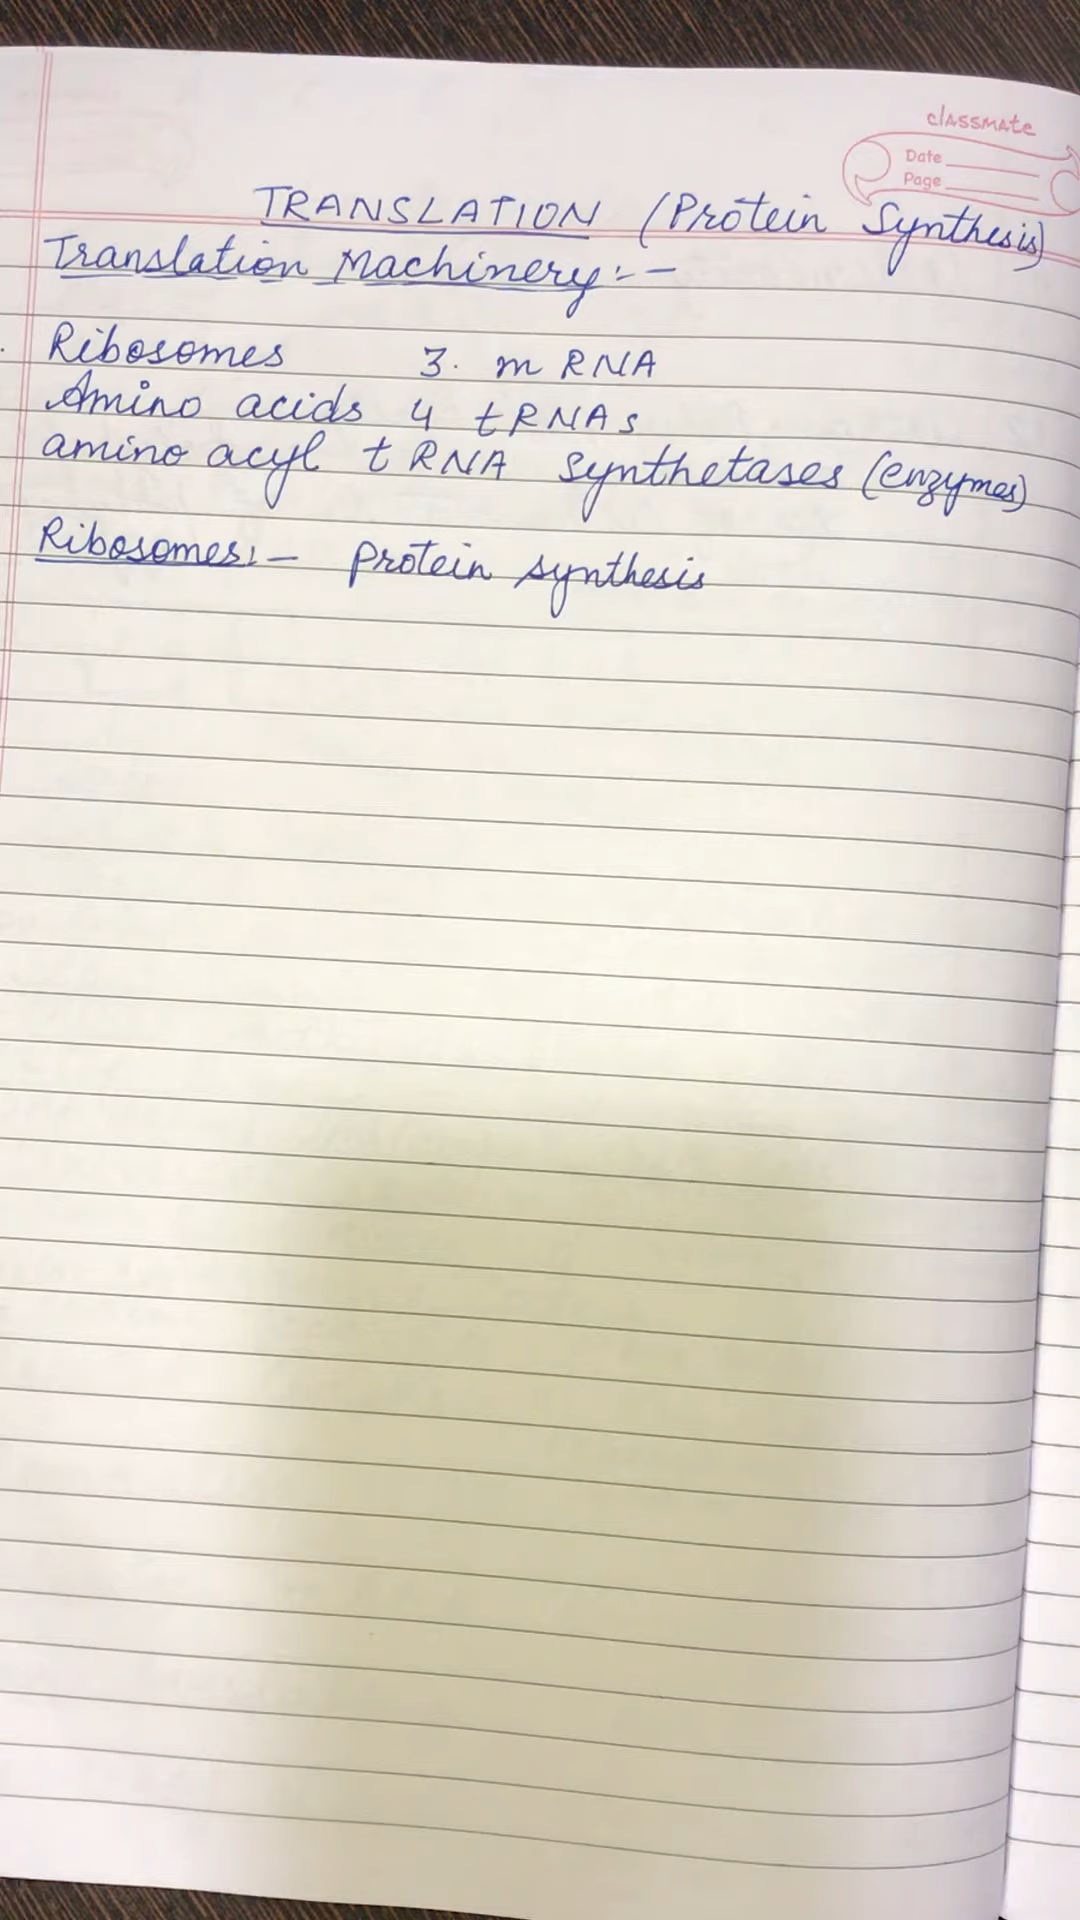 classmate
Date
Page
TRANSLATION (Protein Synthesis)
Translation Machinery:-
. Ribosomes 3. mRNA
Amino acids 4 tRNAs
amino acyl tRNA synthetases (enzymes)
Ribosomes:- Protein synthesis